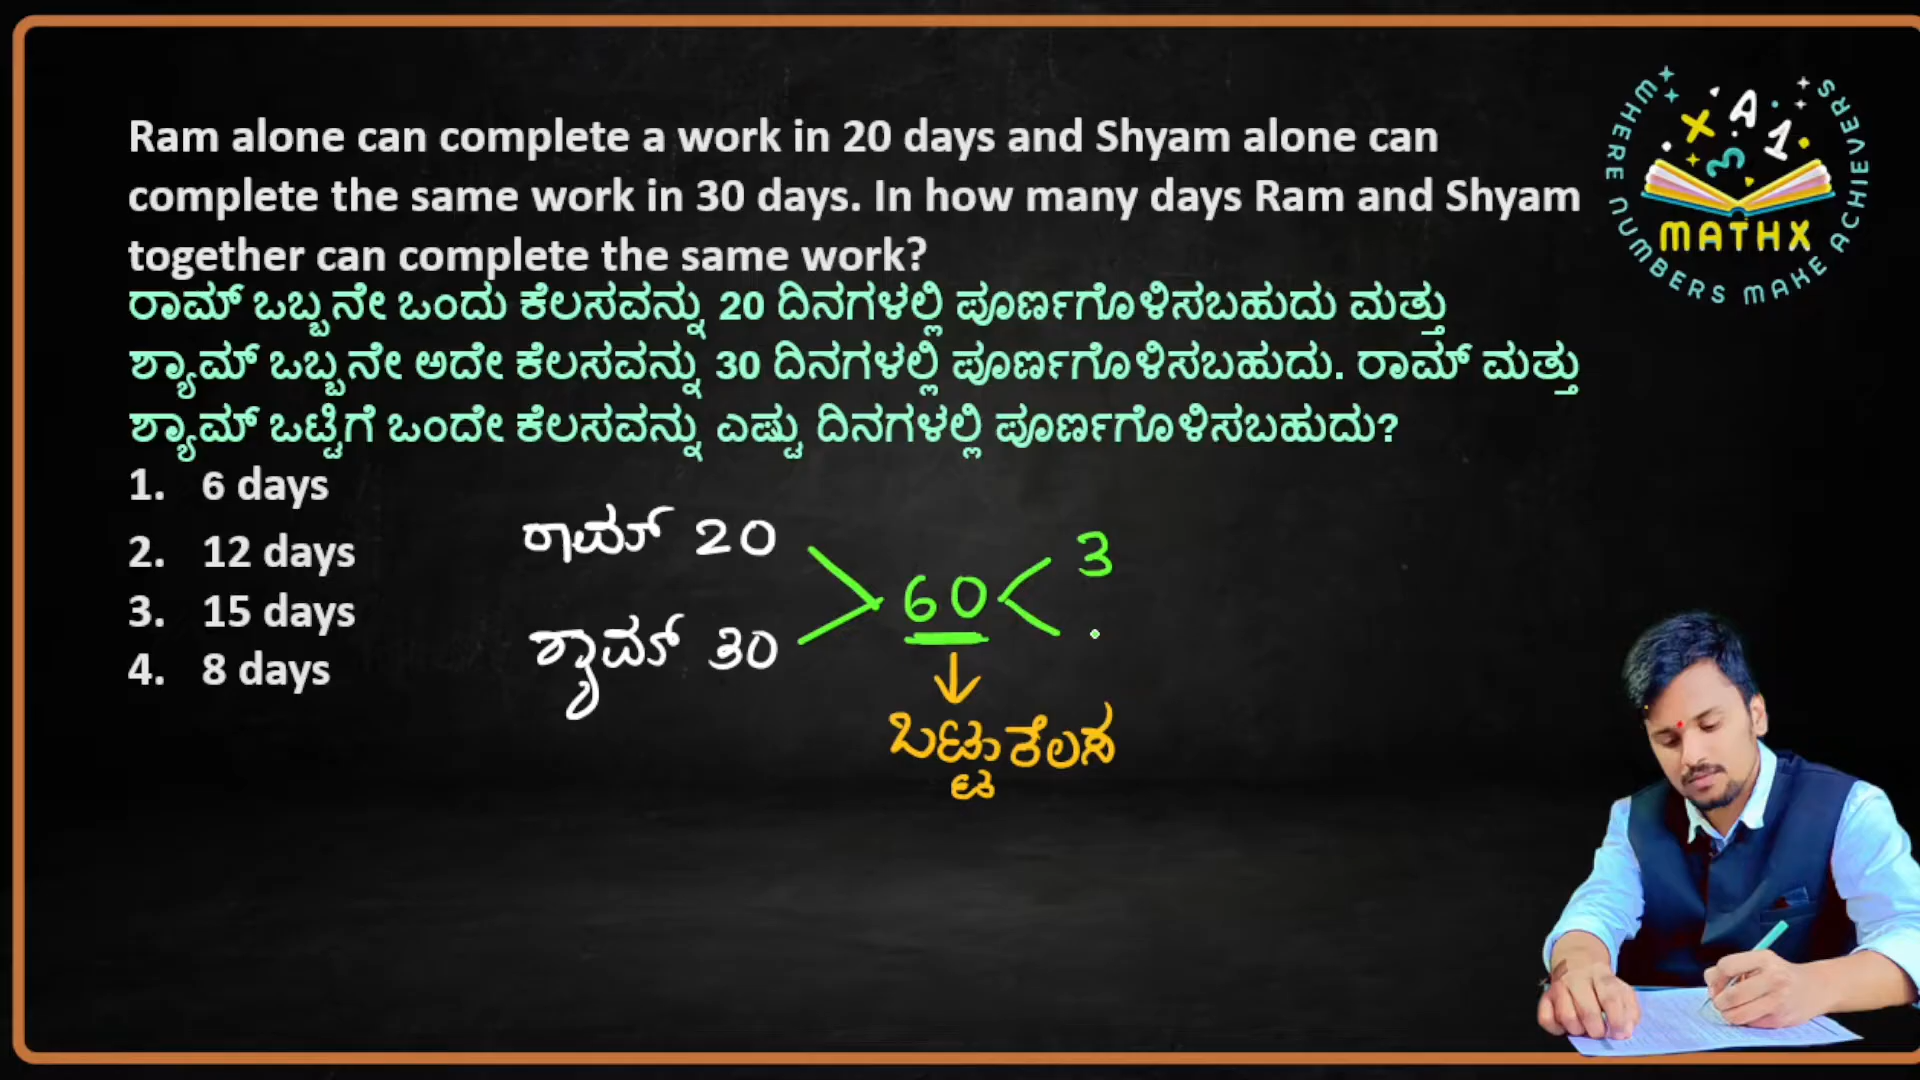 Ram alone can complete a work in 20 days and Shyam alone can
complete the same work in 30 days. In how many days Ram and Shyam
together can complete the same work?
ರಾಮ್ ಒಬ್ಬನೇ ಒಂದು ಕೆಲಸವನ್ನು 20 ದಿನಗಳಲ್ಲಿ ಪೂರ್ಣಗೊಳಿಸಬಹುದು ಮತ್ತು
ಶ್ಯಾಮ್ ಒಬ್ಬನೇ ಅದೇ ಕೆಲಸವನ್ನು 30 ದಿನಗಳಲ್ಲಿ ಪೂರ್ಣಗೊಳಿಸಬಹುದು. ರಾಮ್ ಮತ್ತು
ಶ್ಯಾಮ್ ಒಟ್ಟಿಗೆ ಒಂದೇ ಕೆಲಸವನ್ನು ಎಷ್ಟು ದಿನಗಳಲ್ಲಿ ಪೂರ್ಣಗೊಳಿಸಬಹುದು?
1. 6 days
2. 12 days
3. 15 days
4. 8 days
ರಾಮ್ 20
ಶ್ಯಾಮ್ 30
60
3
ಒಟ್ಟು ಕೆಲಸ
WHERE NUMBERS MAKE ACHIEVERS
MATHX